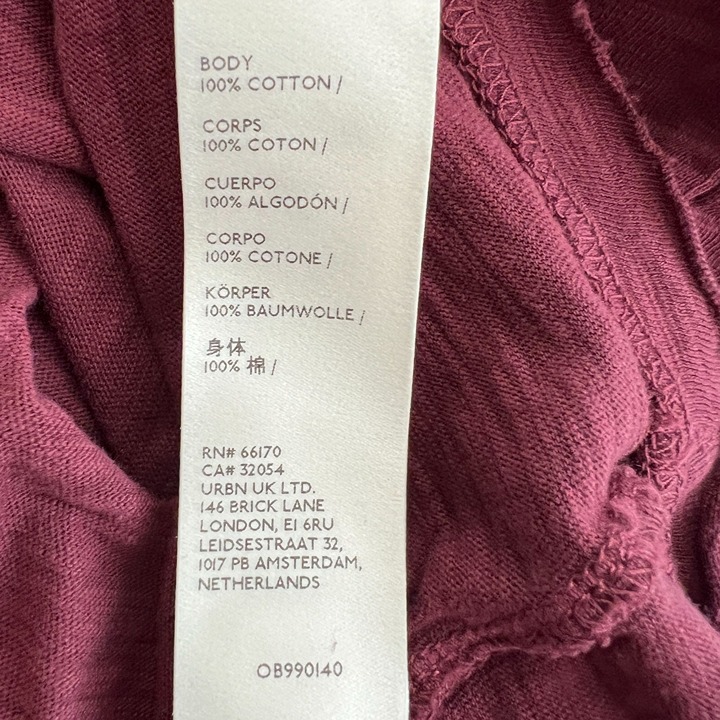 BODY
100% COTTON /
CORPS
100% COTON /
CUERPO
100% ALGODÓN /
CORPO
100% COTONE /
KÖRPER
100% BAUMWOLLE /
身体
100% 棉 /
RN# 66170
CA# 32054
URBN UK LTD.
146 BRICK LANE
LONDON, E1 6RU
LEIDSESTRAAT 32,
1017 PB AMSTERDAM,
NETHERLANDS
OB990140